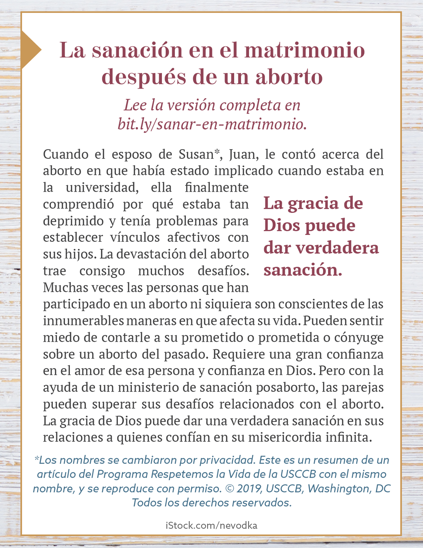 La sanación en el matrimonio
después de un aborto
Lee la versión completa en
bit.ly/sanar-en-matrimonio.
Cuando el esposo de Susan*, Juan, le contó acerca del
aborto en que había estado implicado cuando estaba en
la universidad, ella finalmente
comprendió por qué estaba tan
deprimido y tenía problemas para
establecer vínculos afectivos con
sus hijos. La devastación del aborto
trae consigo muchos desafíos.
Muchas veces las personas que han
La gracia de
Dios puede
dar verdadera
sanación.
participado en un aborto ni siquiera son conscientes de las
innumerables maneras en que afecta su vida. Pueden sentir
miedo de contarle a su prometido o prometida o cónyuge
sobre un aborto del pasado. Requiere una gran confianza
en el amor de esa persona y confianza en Dios. Pero con la
ayuda de un ministerio de sanación posaborto, las parejas
pueden superar sus desafíos relacionados con el aborto.
La gracia de Dios puede dar una verdadera sanación en sus
relaciones a quienes confían en su misericordia infinita.
*Los nombres se cambiaron por privacidad. Este es un resumen de un
artículo del Programa Respetemos la Vida de la USCCB con el mismo
nombre, y se reproduce con permiso. © 2019, USCCB, Washington, DC
Todos los derechos reservados.
iStock.com/nevodka